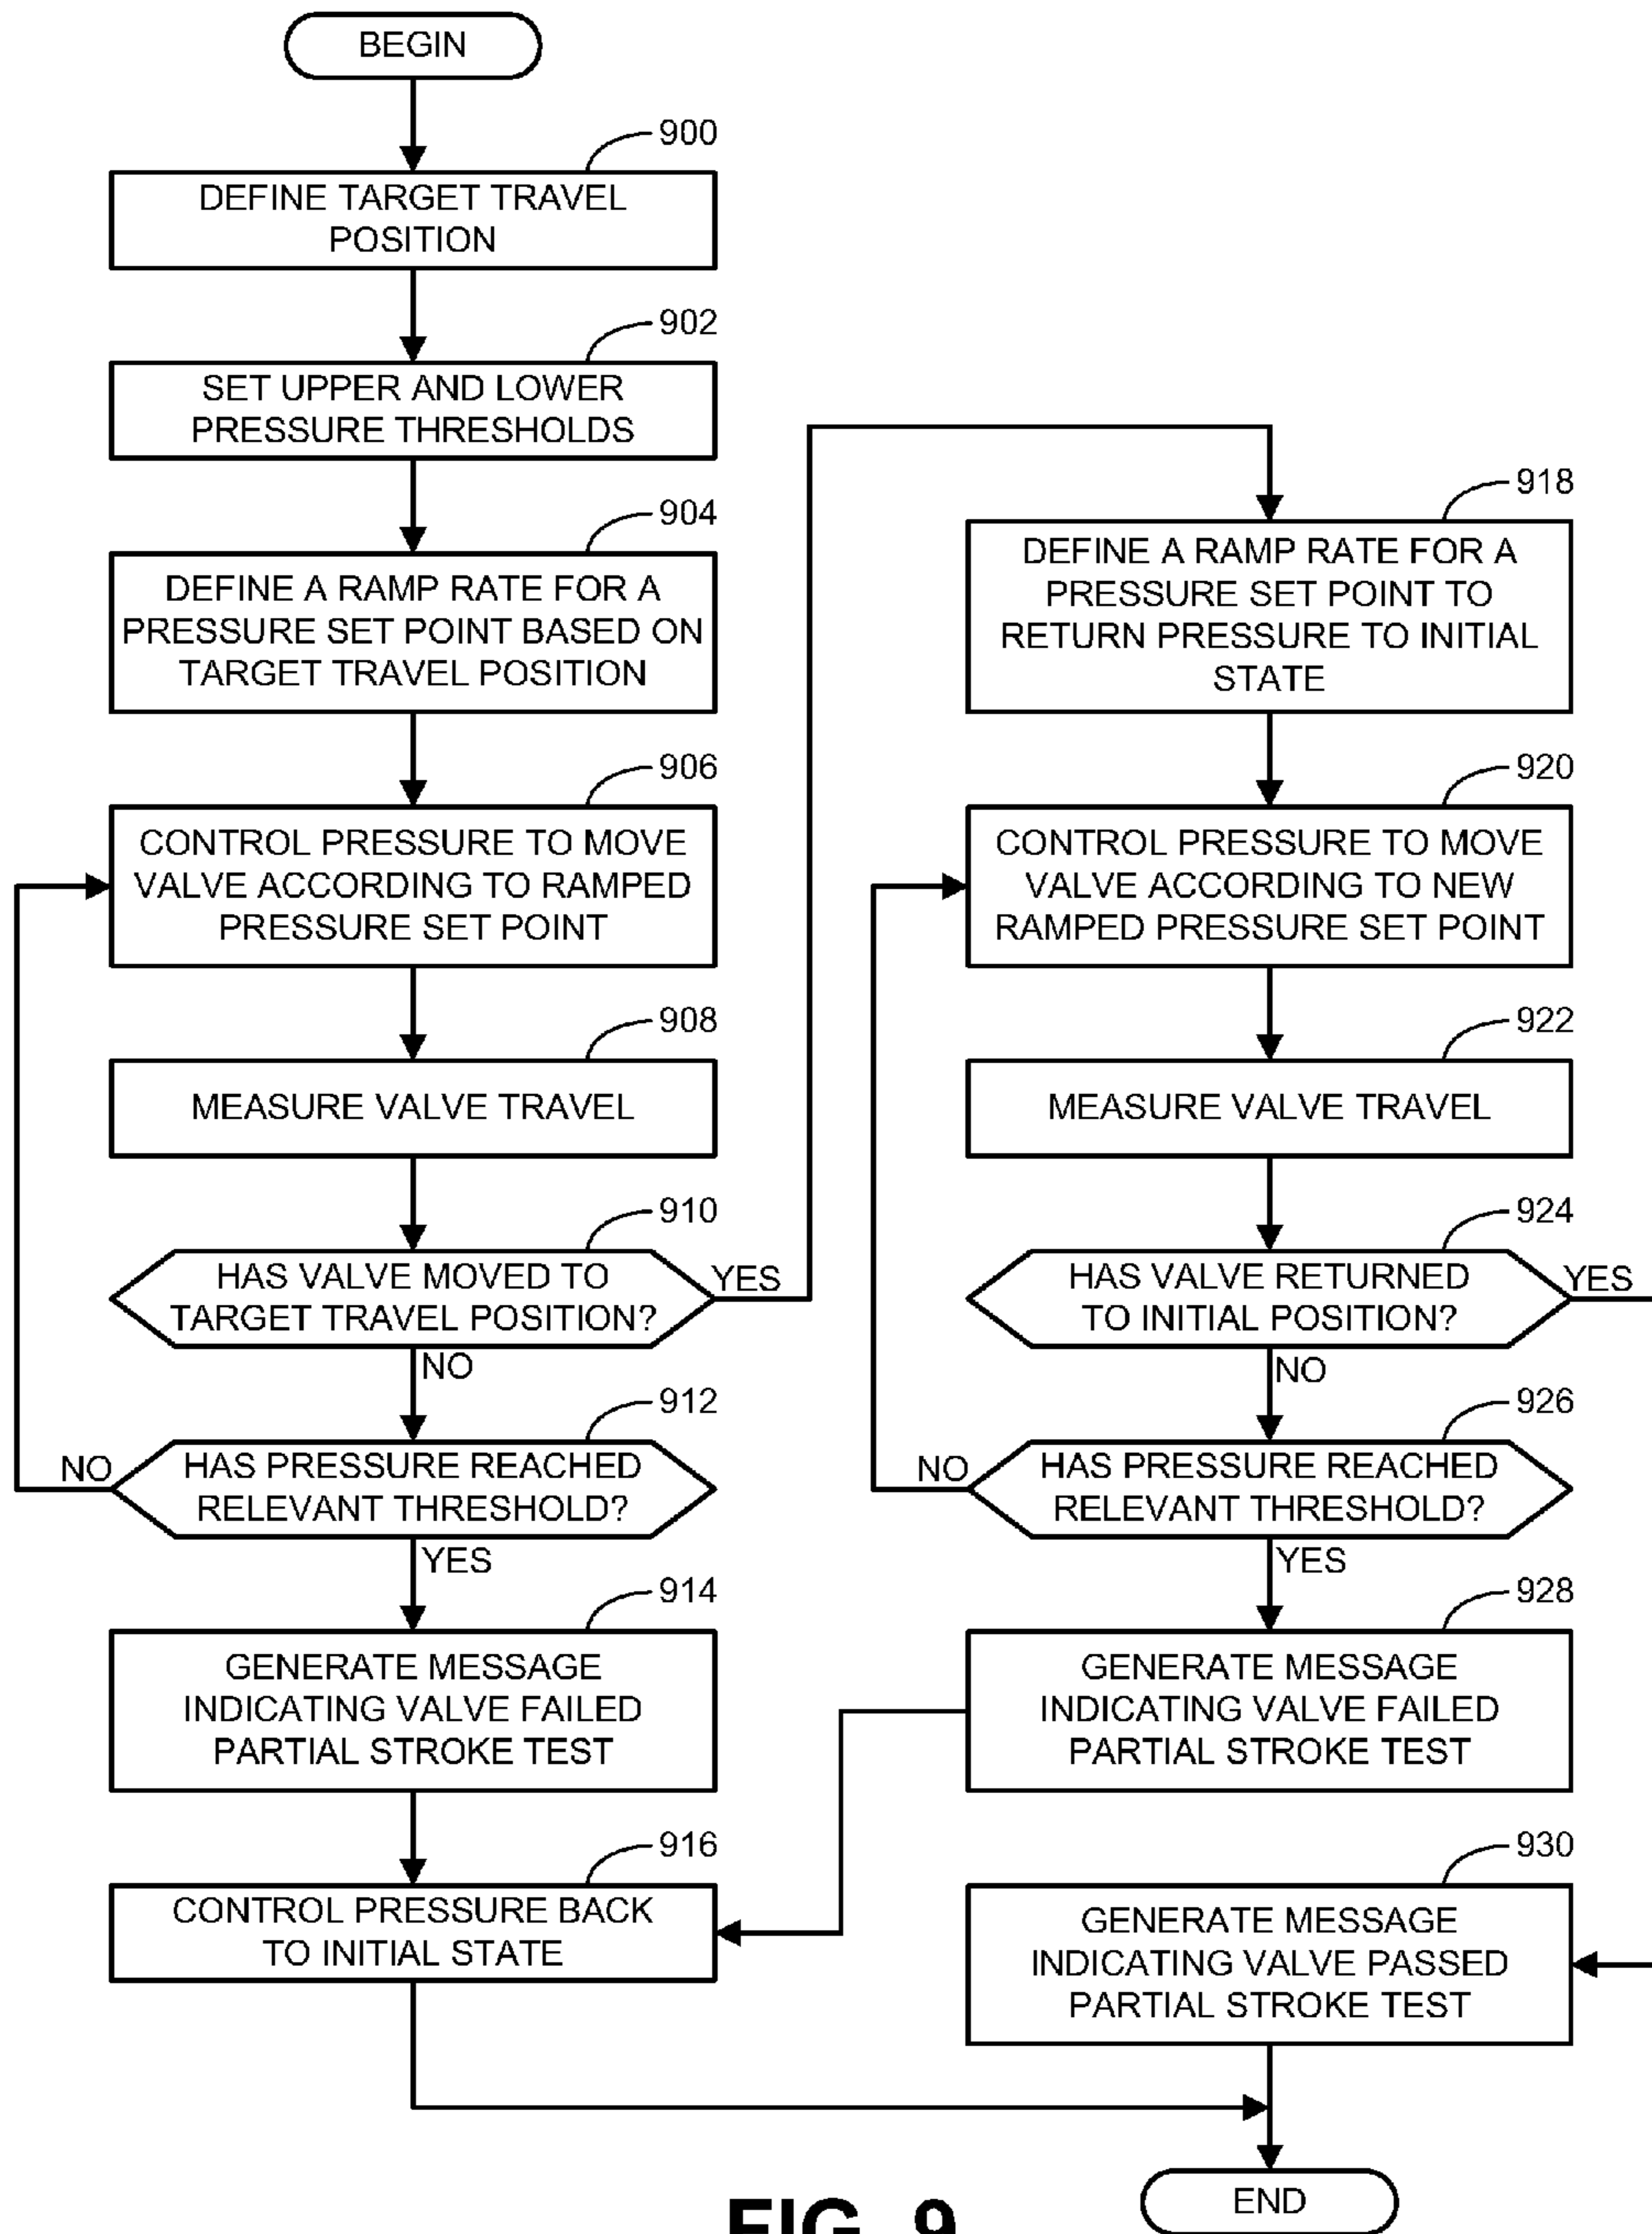 BEGIN
900
DEFINE TARGET TRAVEL
POSITION
902
SET UPPER AND LOWER
PRESSURE THRESHOLDS
904
DEFINE A RAMP RATE FOR A
PRESSURE SET POINT BASED ON
TARGET TRAVEL POSITION
906
CONTROL PRESSURE TO MOVE
VALVE ACCORDING TO RAMPED
PRESSURE SET POINT
908
MEASURE VALVE TRAVEL
910
HAS VALVE MOVED TO
TARGET TRAVEL POSITION?
YES
NO
912
HAS PRESSURE REACHED
RELEVANT THRESHOLD?
NO
YES
914
GENERATE MESSAGE
INDICATING VALVE FAILED
PARTIAL STROKE TEST
916
CONTROL PRESSURE BACK
TO INITIAL STATE
918
DEFINE A RAMP RATE FOR A
PRESSURE SET POINT TO
RETURN PRESSURE TO INITIAL
STATE
920
CONTROL PRESSURE TO MOVE
VALVE ACCORDING TO NEW
RAMPED PRESSURE SET POINT
922
MEASURE VALVE TRAVEL
924
HAS VALVE RETURNED
TO INITIAL POSITION?
YES
NO
926
HAS PRESSURE REACHED
RELEVANT THRESHOLD?
NO
YES
928
GENERATE MESSAGE
INDICATING VALVE FAILED
PARTIAL STROKE TEST
930
GENERATE MESSAGE
INDICATING VALVE PASSED
PARTIAL STROKE TEST
END
FIG. 9